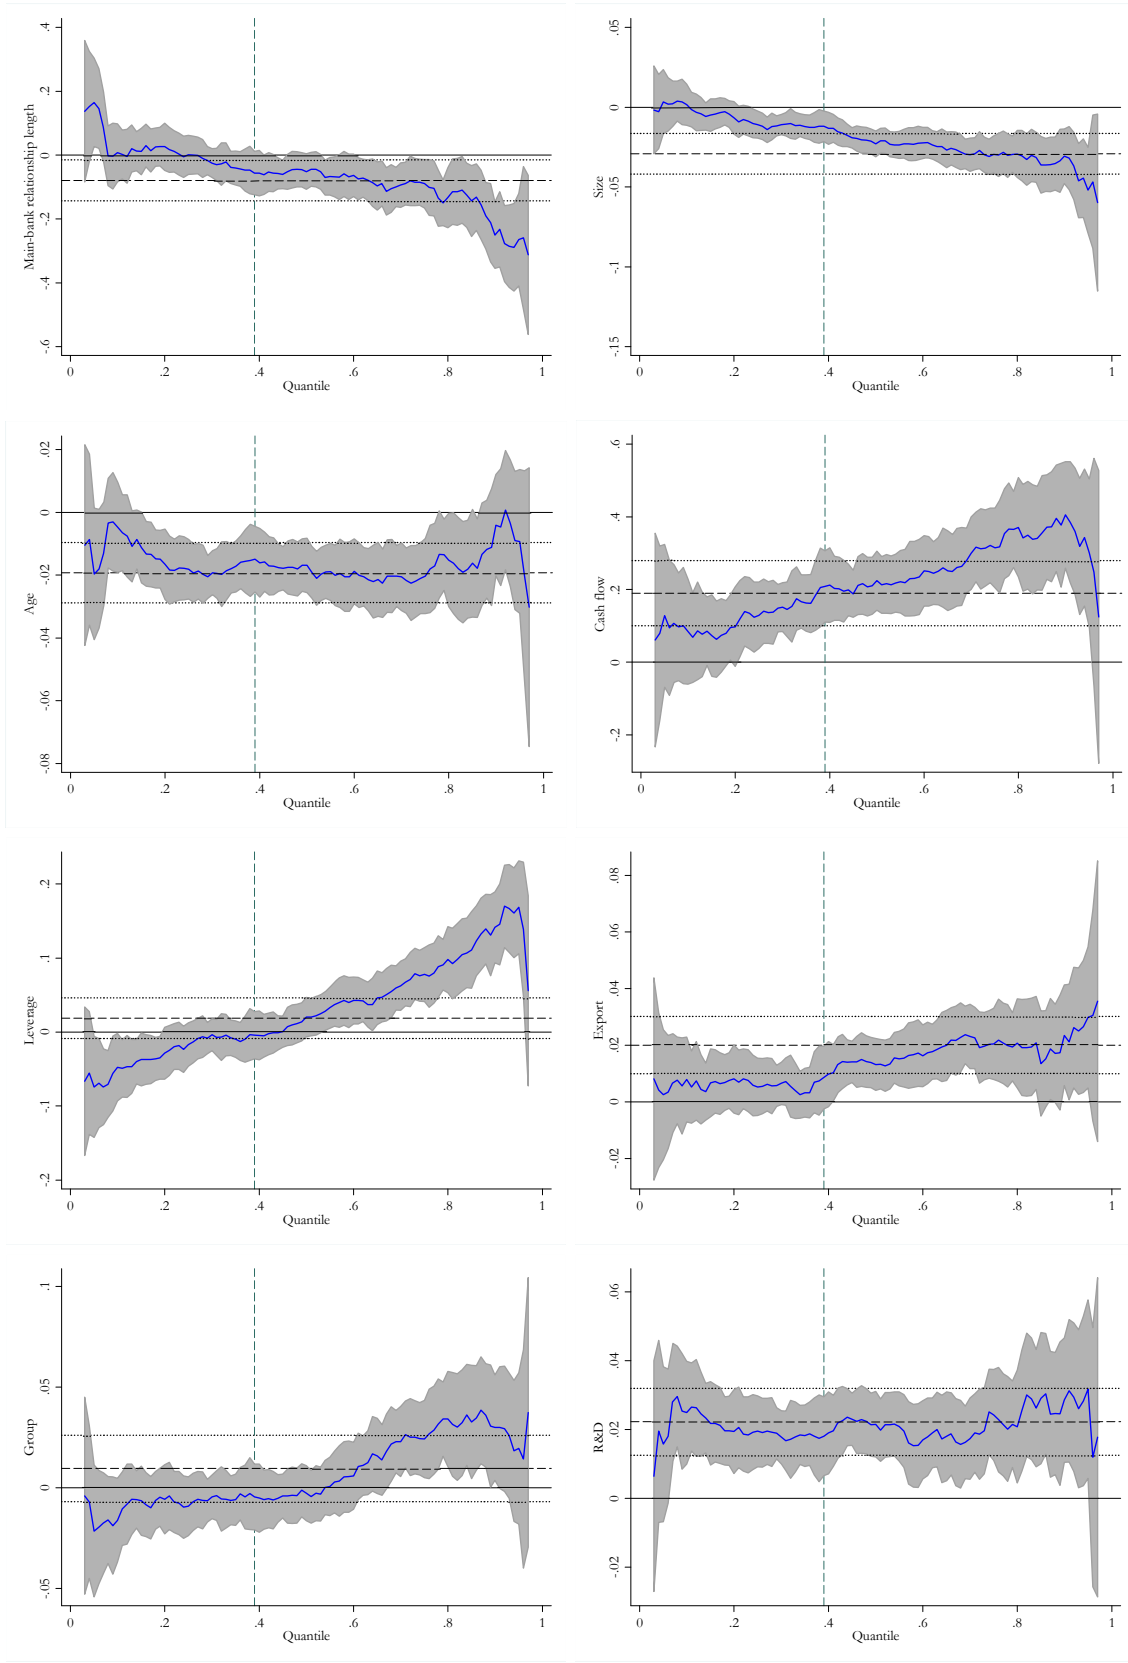 Main-bank relationship length
.4
.2
0
-.2
-.4
-.6
0 .2 .4 .6 .8 1
Quantile
Size
.05
0
-.05
-.1
-.15
0 .2 .4 .6 .8 1
Quantile
Age
.02
0
-.02
-.04
-.06
-.08
0 .2 .4 .6 .8 1
Quantile
Cash flow
.6
.4
.2
0
-.2
0 .2 .4 .6 .8 1
Quantile
Leverage
.2
.1
0
-.1
-.2
0 .2 .4 .6 .8 1
Quantile
Export
.08
.06
.04
.02
0
-.02
0 .2 .4 .6 .8 1
Quantile
Group
.1
.05
0
-.05
0 .2 .4 .6 .8 1
Quantile
R&D
.06
.04
.02
0
-.02
0 .2 .4 .6 .8 1
Quantile